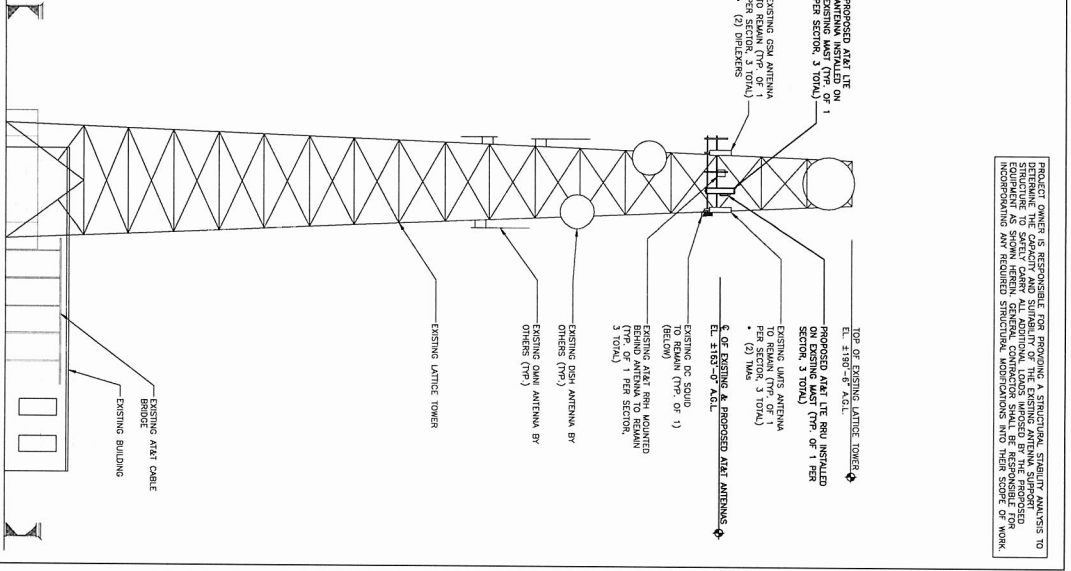 PROJECT OWNER IS RESPONSIBLE FOR PROVIDING A STRUCTURAL STABILITY ANALYSIS TO
DETERMINE THE CAPACITY AND SUITABILITY OF THE EXISTING ANTENNA SUPPORT
STRUCTURE TO SAFELY CARRY ALL ADDITIONAL LOADS IMPOSED BY THE PROPOSED
EQUIPMENT AS SHOWN HEREIN. GENERAL CONTRACTOR SHALL BE RESPONSIBLE FOR
INCORPORATING ANY REQUIRED STRUCTURAL MODIFICATIONS INTO THEIR SCOPE OF WORK.
PROPOSED AT&T LTE
ANTENNA INSTALLED ON
EXISTING MAST (TYP. OF 1
PER SECTOR, 3 TOTAL)
EXISTING GSM ANTENNA
TO REMAIN (TYP. OF 1
PER SECTOR, 3 TOTAL)
• (2) DIPLEXERS
TOP OF EXISTING LATTICE TOWER
EL. ±190'-6" A.G.L.
PROPOSED AT&T LTE RRU INSTALLED
ON EXISTING MAST (TYP. OF 1 PER
SECTOR, 3 TOTAL)
EXISTING UMTS ANTENNA
TO REMAIN (TYP. OF 1
PER SECTOR, 3 TOTAL)
• (2) TMAs
℄ OF EXISTING & PROPOSED AT&T ANTENNAS
EL. ±163'-0" A.G.L.
EXISTING DC SQUID
TO REMAIN (TYP. OF 1)
(BELOW)
EXISTING AT&T RRH MOUNTED
BEHIND ANTENNA TO REMAIN
(TYP. OF 1 PER SECTOR,
3 TOTAL)
EXISTING DISH ANTENNA BY
OTHERS (TYP.)
EXISTING OMNI ANTENNA BY
OTHERS (TYP.)
EXISTING LATTICE TOWER
EXISTING AT&T CABLE
BRIDGE
EXISTING BUILDING